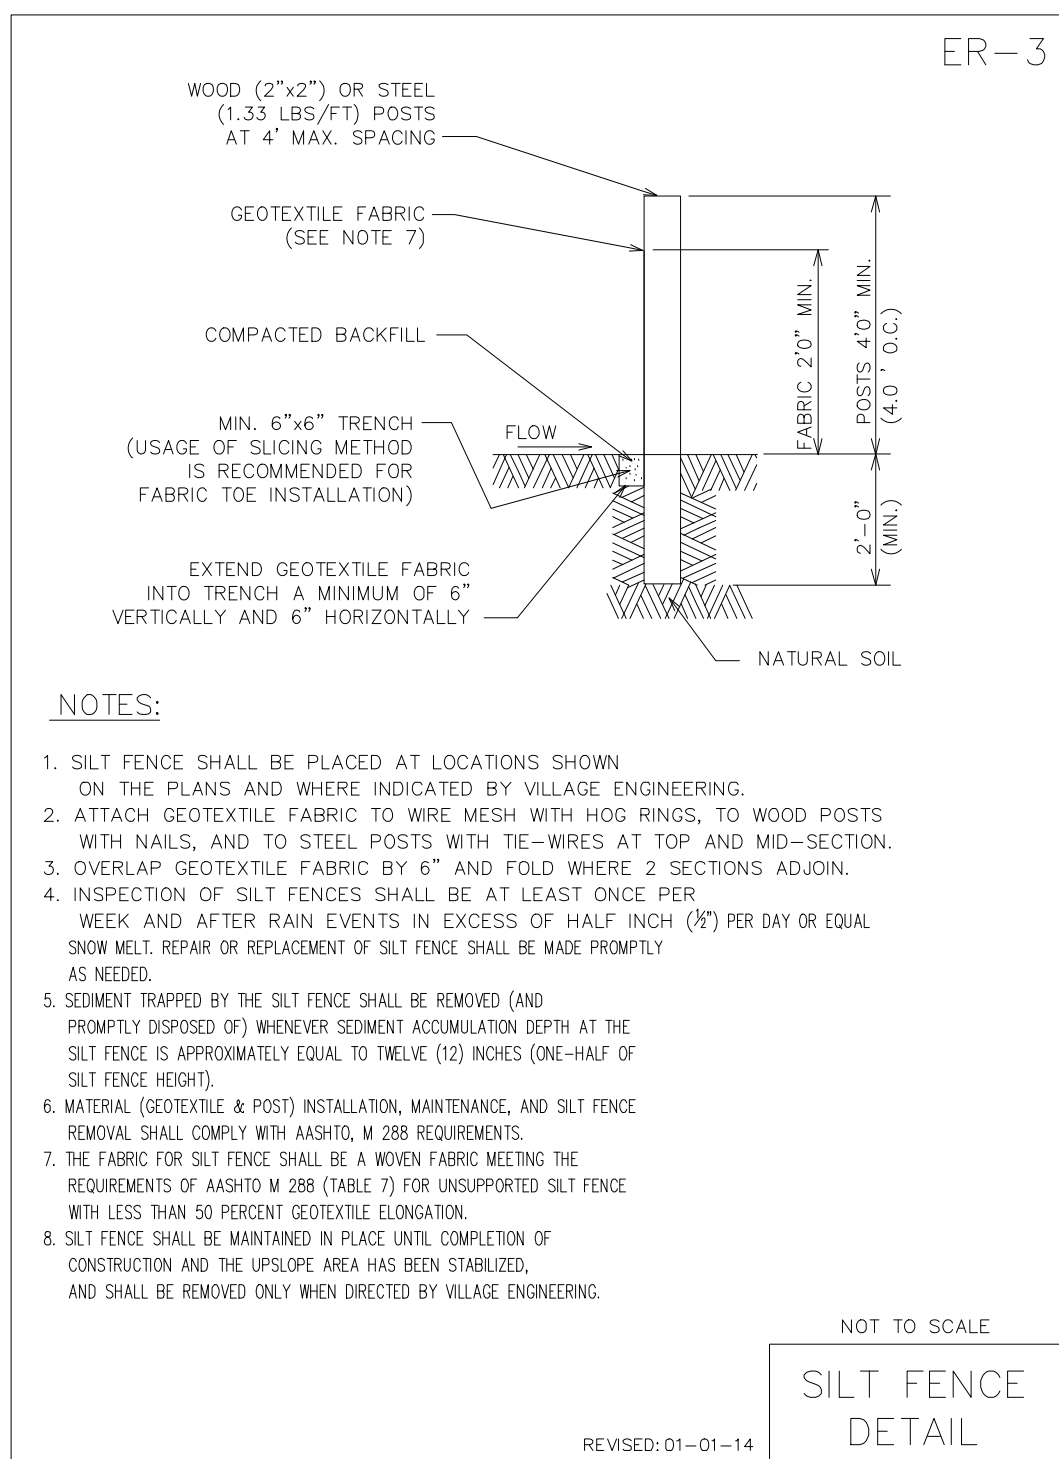 ER-3
WOOD (2"x2") OR STEEL
(1.33 LBS/FT) POSTS
AT 4' MAX. SPACING
GEOTEXTILE FABRIC
(SEE NOTE 7)
COMPACTED BACKFILL
MIN. 6"x6" TRENCH
(USAGE OF SLICING METHOD
IS RECOMMENDED FOR
FABRIC TOE INSTALLATION)
FLOW
EXTEND GEOTEXTILE FABRIC
INTO TRENCH A MINIMUM OF 6"
VERTICALLY AND 6" HORIZONTALLY
FABRIC 2'0" MIN.
POSTS 4'0" MIN.
(4.0 ' O.C.)
2'-0"
(MIN.)
NATURAL SOIL
NOTES:
1. SILT FENCE SHALL BE PLACED AT LOCATIONS SHOWN
ON THE PLANS AND WHERE INDICATED BY VILLAGE ENGINEERING.
2. ATTACH GEOTEXTILE FABRIC TO WIRE MESH WITH HOG RINGS, TO WOOD POSTS
WITH NAILS, AND TO STEEL POSTS WITH TIE-WIRES AT TOP AND MID-SECTION.
3. OVERLAP GEOTEXTILE FABRIC BY 6" AND FOLD WHERE 2 SECTIONS ADJOIN.
4. INSPECTION OF SILT FENCES SHALL BE AT LEAST ONCE PER
WEEK AND AFTER RAIN EVENTS IN EXCESS OF HALF INCH (½") PER DAY OR EQUAL
SNOW MELT. REPAIR OR REPLACEMENT OF SILT FENCE SHALL BE MADE PROMPTLY
AS NEEDED.
5. SEDIMENT TRAPPED BY THE SILT FENCE SHALL BE REMOVED (AND
PROMPTLY DISPOSED OF) WHENEVER SEDIMENT ACCUMULATION DEPTH AT THE
SILT FENCE IS APPROXIMATELY EQUAL TO TWELVE (12) INCHES (ONE-HALF OF
SILT FENCE HEIGHT).
6. MATERIAL (GEOTEXTILE & POST) INSTALLATION, MAINTENANCE, AND SILT FENCE
REMOVAL SHALL COMPLY WITH AASHTO, M 288 REQUIREMENTS.
7. THE FABRIC FOR SILT FENCE SHALL BE A WOVEN FABRIC MEETING THE
REQUIREMENTS OF AASHTO M 288 (TABLE 7) FOR UNSUPPORTED SILT FENCE
WITH LESS THAN 50 PERCENT GEOTEXTILE ELONGATION.
8. SILT FENCE SHALL BE MAINTAINED IN PLACE UNTIL COMPLETION OF
CONSTRUCTION AND THE UPSLOPE AREA HAS BEEN STABILIZED,
AND SHALL BE REMOVED ONLY WHEN DIRECTED BY VILLAGE ENGINEERING.
NOT TO SCALE
SILT FENCE
DETAIL
REVISED: 01-01-14